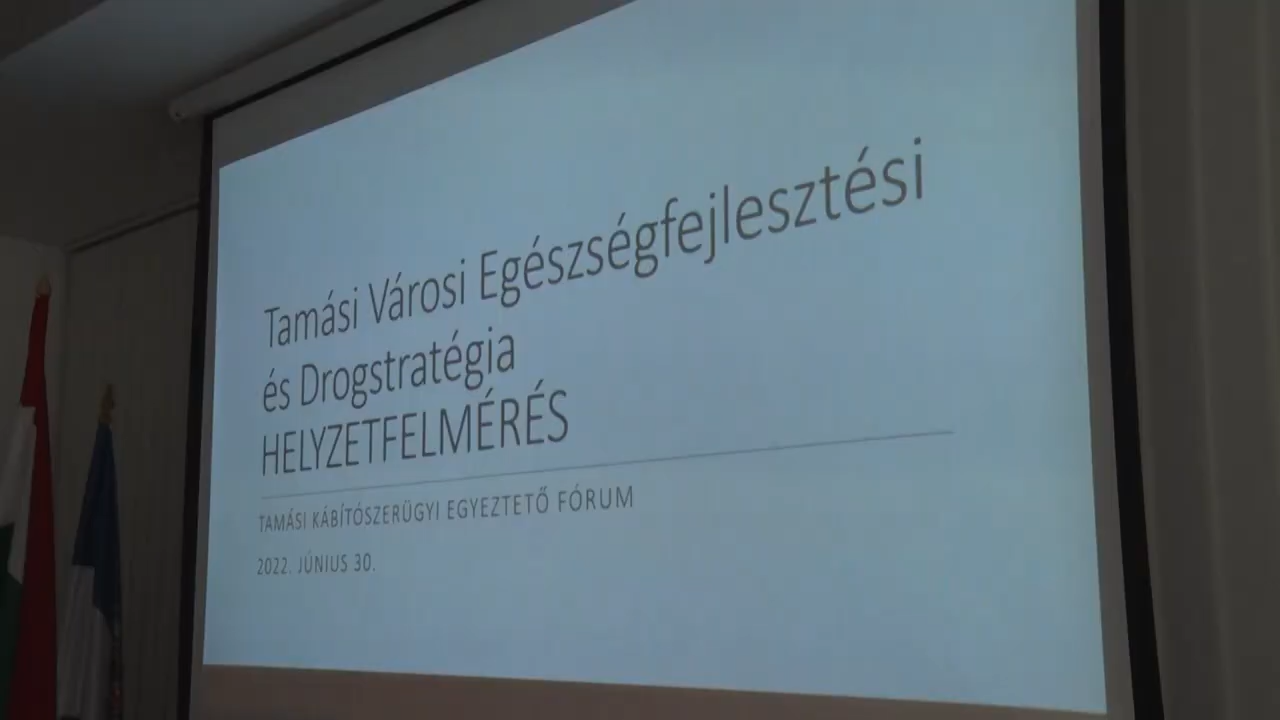 Tamási Városi Egészségfejlesztési
és Drogstratégia
HELYZETFELMÉRÉS
TAMÁSI KÁBÍTÓSZERÜGYI EGYEZTETŐ FÓRUM
2022. JÚNIUS 30.